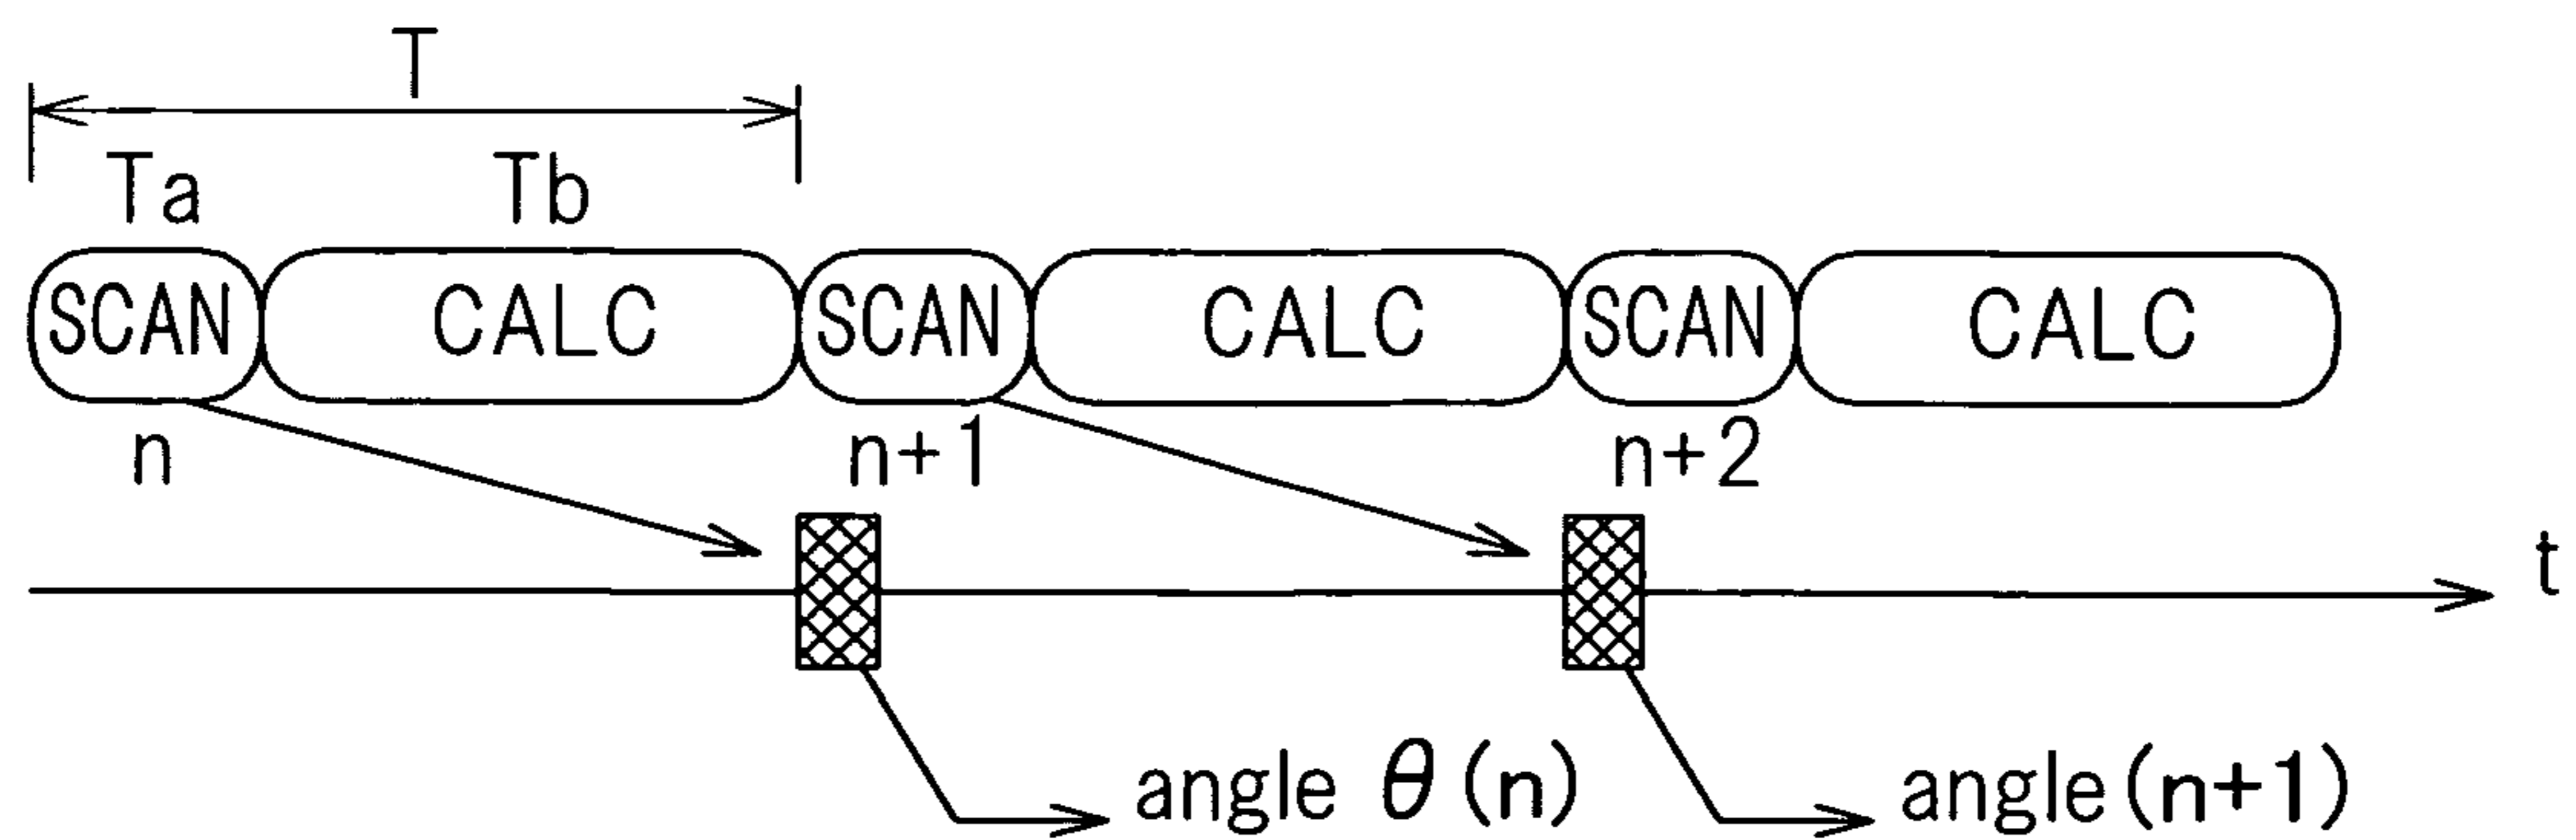 T
Ta Tb
SCAN CALC SCAN CALC SCAN CALC
n n+1 n+2
t
angle θ (n) angle (n+1)